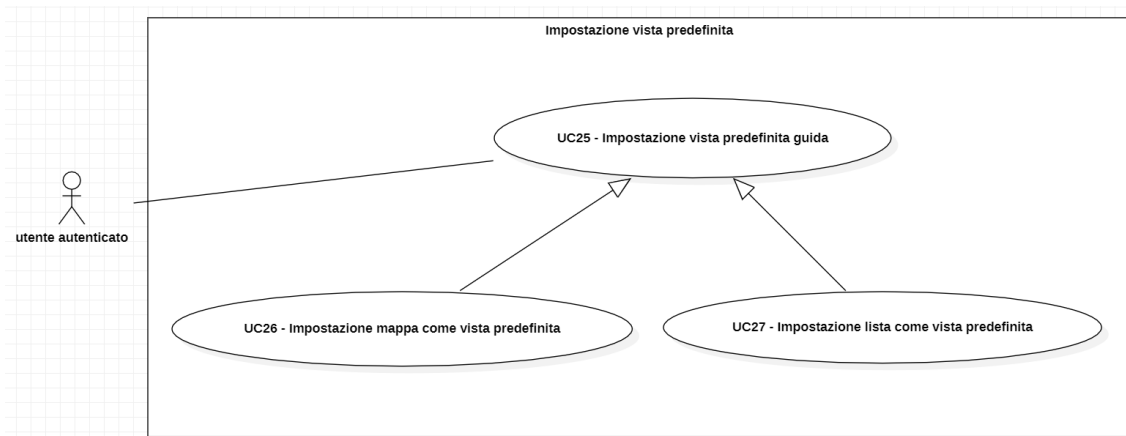 Impostazione vista predefinita
UC25 - Impostazione vista predefinita guida
utente autenticato
UC26 - Impostazione mappa come vista predefinita
UC27 - Impostazione lista come vista predefinita